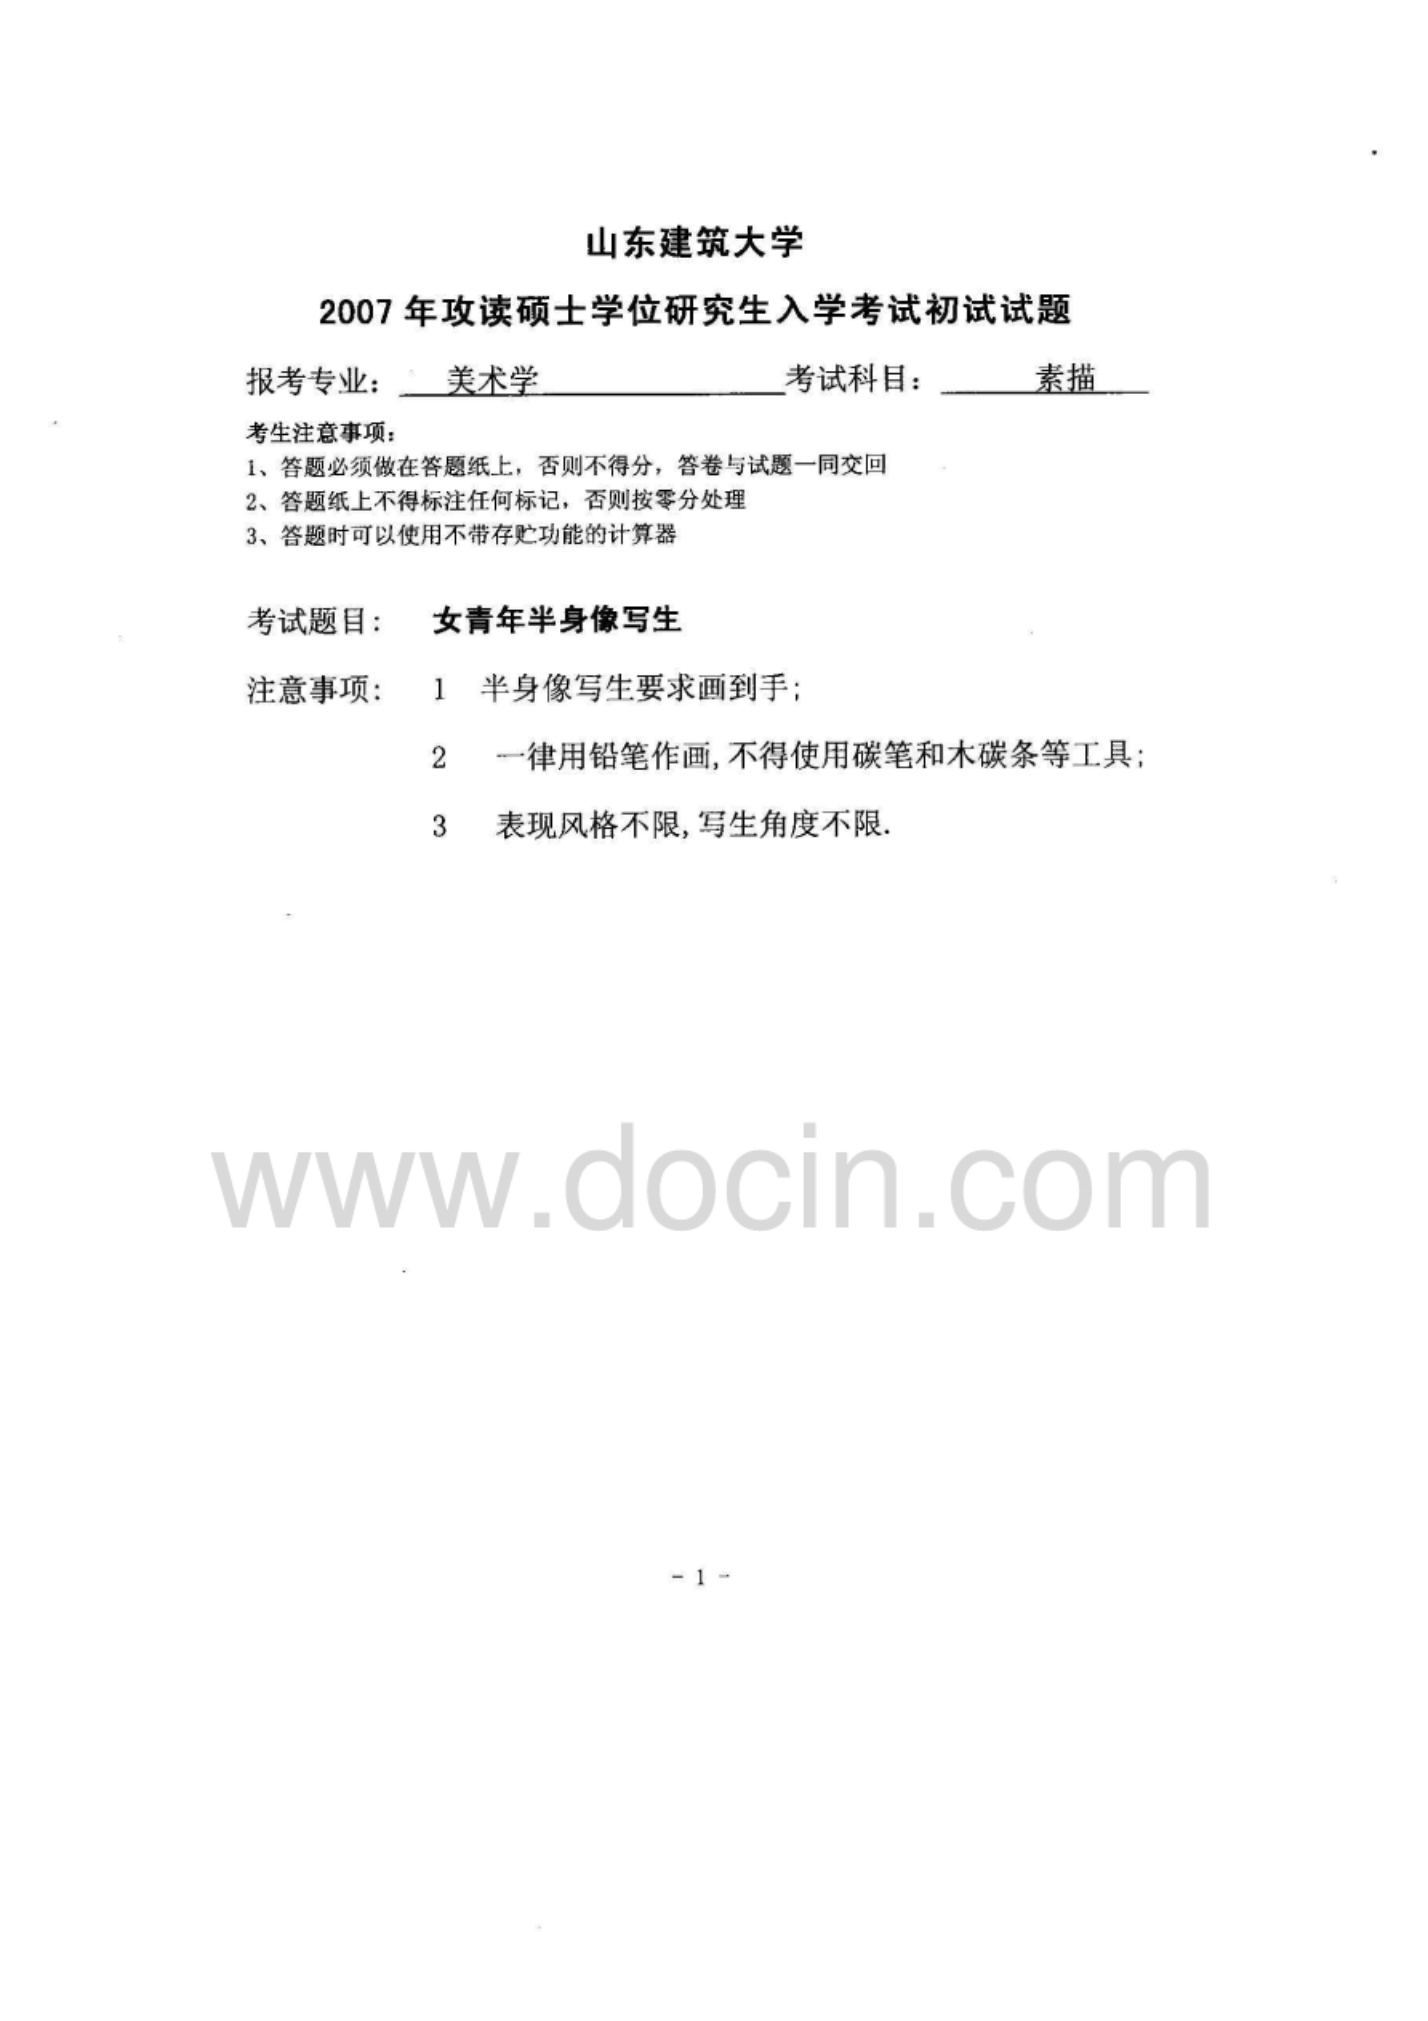 山东建筑大学
2007 年攻读硕士学位研究生入学考试初试试题
报考专业: 美术学 考试科目: 素描
考生注意事项:
1、答题必须做在答题纸上，否则不得分，答卷与试题一同交回
2、答题纸上不得标注任何标记，否则按零分处理
3、答题时可以使用不带存贮功能的计算器
考试题目: 女青年半身像写生
注意事项: 1 半身像写生要求画到手;
2 一律用铅笔作画,不得使用碳笔和木碳条等工具;
3 表现风格不限,写生角度不限.
www.docin.com
- 1 -